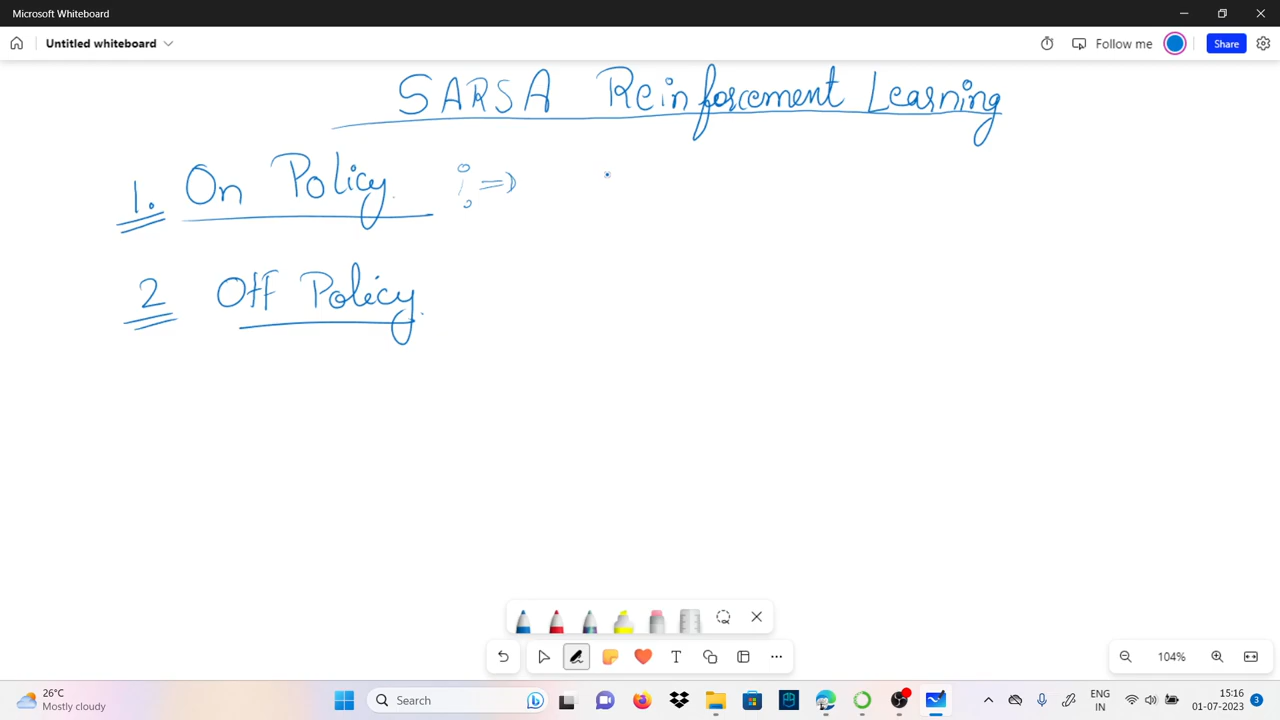 Microsoft Whiteboard
Untitled whiteboard
Follow me
Share
SARSA Reinforcement Learning
1. On Policy. : =>
2 Off Policy.
104%
26°C
Mostly cloudy
Search
ENG
IN
15:16
01-07-2023
3